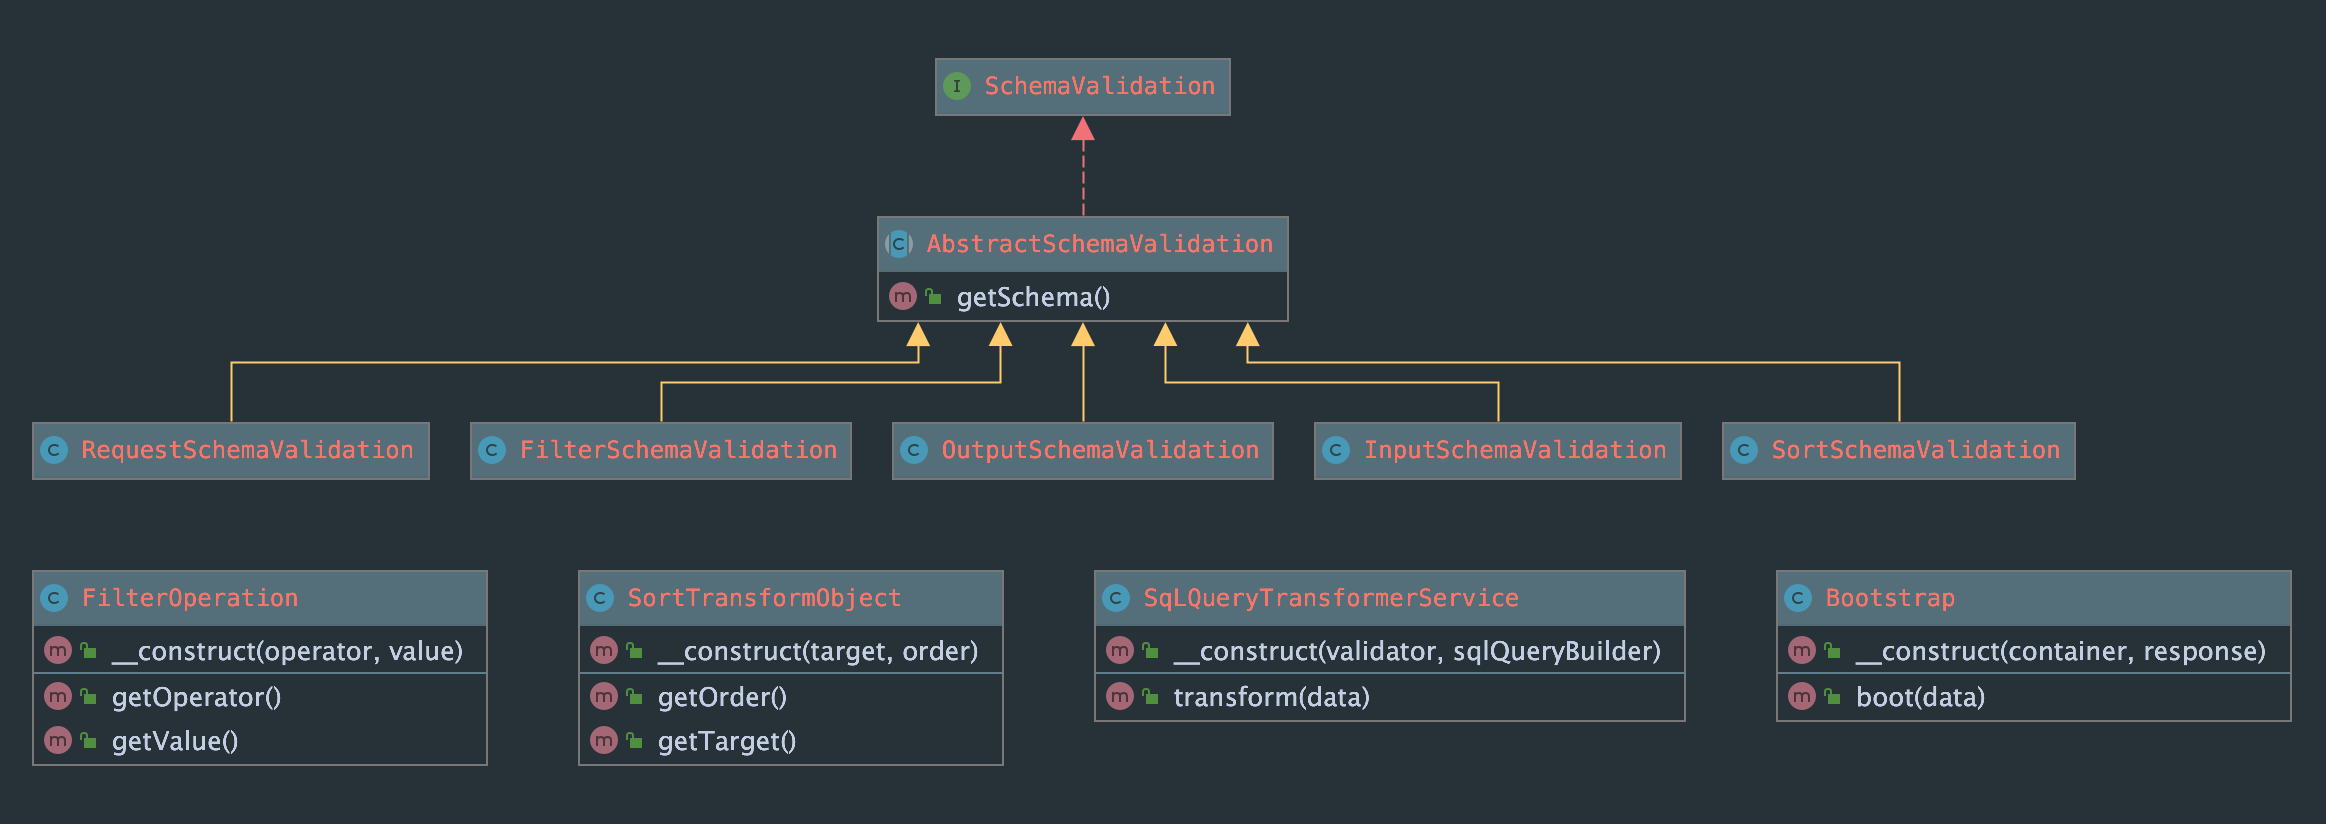 I SchemaValidation
C AbstractSchemaValidation
m getSchema()
C RequestSchemaValidation
C FilterSchemaValidation
C OutputSchemaValidation
C InputSchemaValidation
C SortSchemaValidation
C FilterOperation
m __construct(operator, value)
m getOperator()
m getValue()
C SortTransformObject
m __construct(target, order)
m getOrder()
m getTarget()
C SqLQueryTransformerService
m __construct(validator, sqlQueryBuilder)
m transform(data)
C Bootstrap
m __construct(container, response)
m boot(data)